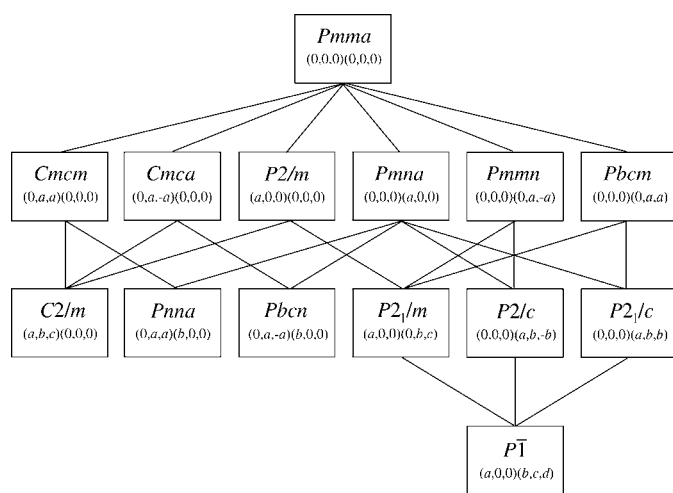 Pmma
(0,0,0)(0,0,0)
Cmcm
(0,a,a)(0,0,0)
Cmca
(0,a,-a)(0,0,0)
P2/m
(a,0,0)(0,0,0)
Pmna
(0,0,0)(a,0,0)
Pmmn
(0,0,0)(0,a,-a)
Pbcm
(0,0,0)(0,a,a)
C2/m
(a,b,c)(0,0,0)
Pnna
(0,a,a)(b,0,0)
Pbcn
(0,a,-a)(b,0,0)
P2₁/m
(a,0,0)(0,b,c)
P2/c
(0,0,0)(a,b,-b)
P2₁/c
(0,0,0)(a,b,b)
P1̅
(a,0,0)(b,c,d)